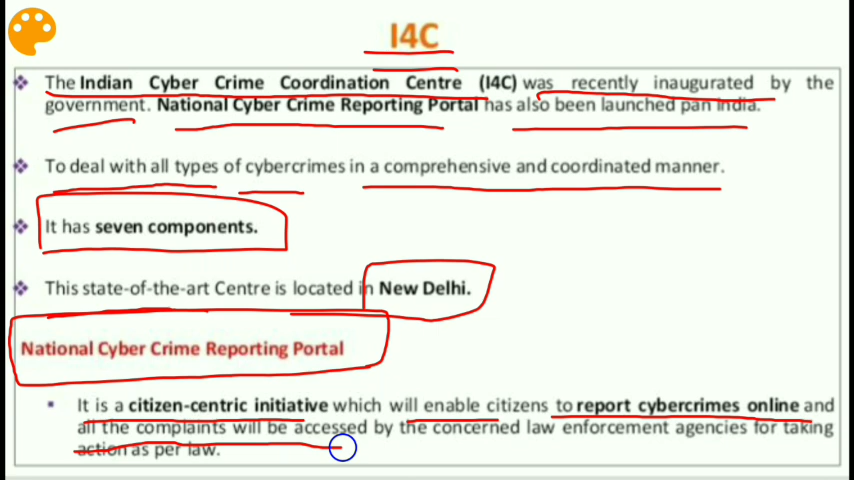 I4C
The Indian Cyber Crime Coordination Centre (I4C) was recently inaugurated by the
government. National Cyber Crime Reporting Portal has also been launched pan India.
To deal with all types of cybercrimes in a comprehensive and coordinated manner.
It has seven components.
This state-of-the-art Centre is located in New Delhi.
National Cyber Crime Reporting Portal
It is a citizen-centric initiative which will enable citizens to report cybercrimes online and
all the complaints will be accessed by the concerned law enforcement agencies for taking
action as per law.